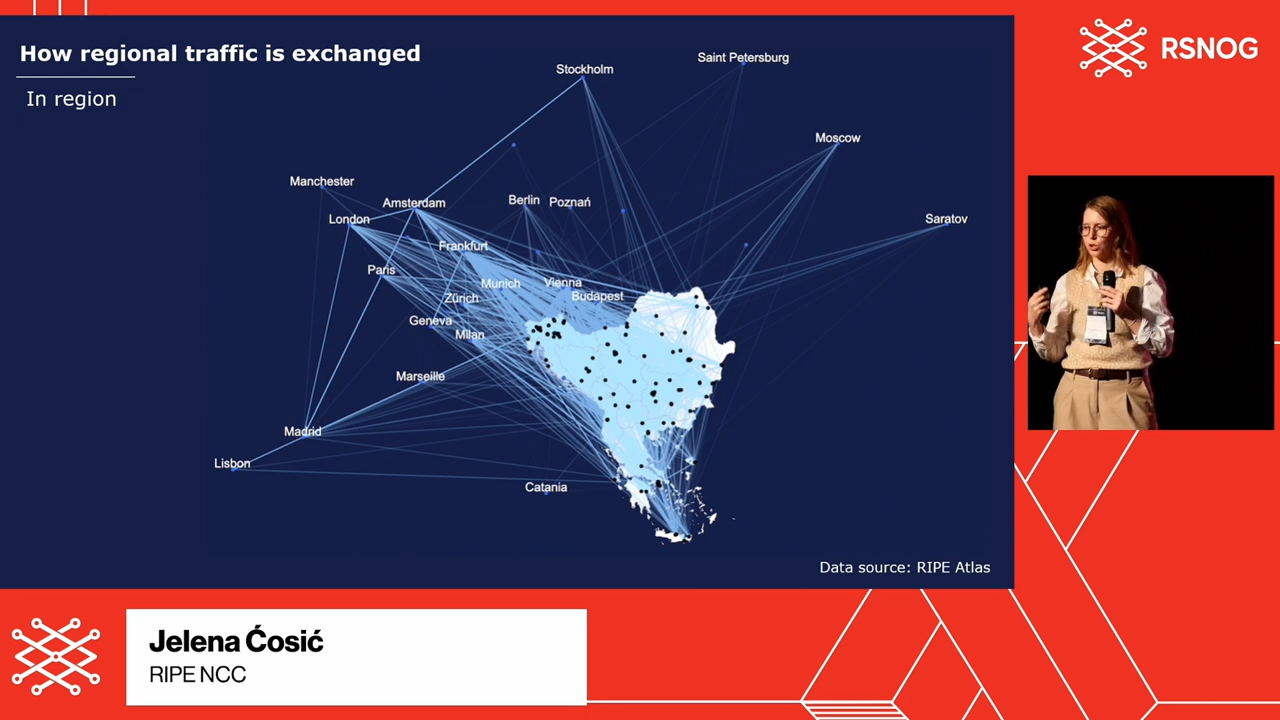 How regional traffic is exchanged
In region
RSNOG
Stockholm
Saint Petersburg
Moscow
Manchester
Amsterdam
Berlin
Poznań
London
Saratov
Frankfurt
Paris
Munich
Vienna
Zürich
Budapest
Geneva
Milan
Marseille
Madrid
Lisbon
Catania
Data source: RIPE Atlas
Jelena Ćosić
RIPE NCC